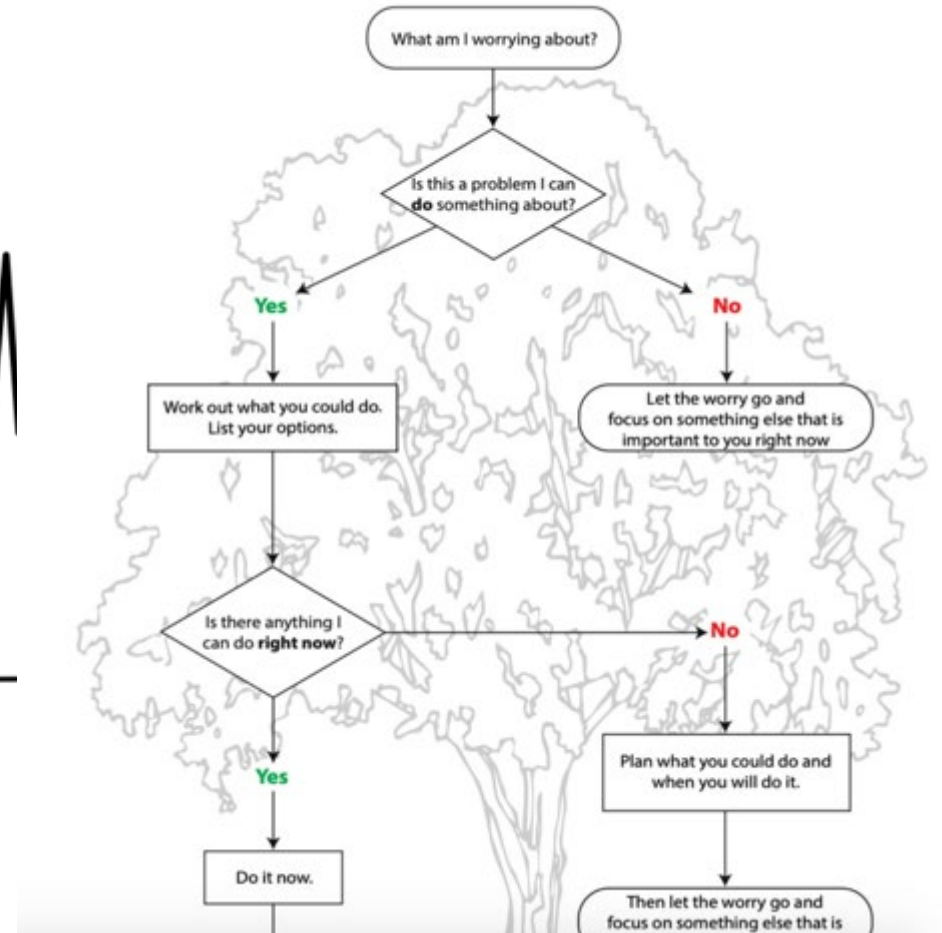 What am I worrying about?
Is this a problem I can
do something about?
Yes
No
Work out what you could do.
List your options.
Let the worry go and
focus on something else that is
important to you right now
Is there anything I
can do right now?
No
Yes
Plan what you could do and
when you will do it.
Do it now.
Then let the worry go and
focus on something else that is